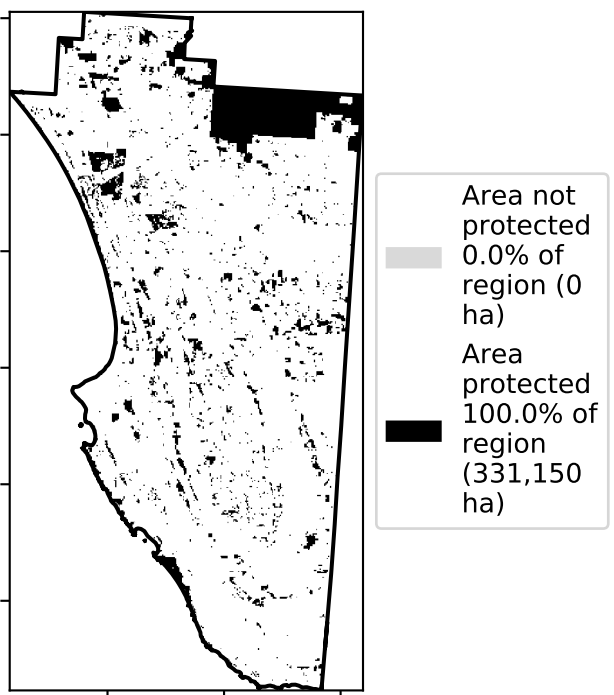 Area not
protected
0.0% of
region (0
ha)
Area
protected
100.0% of
region
(331,150
ha)